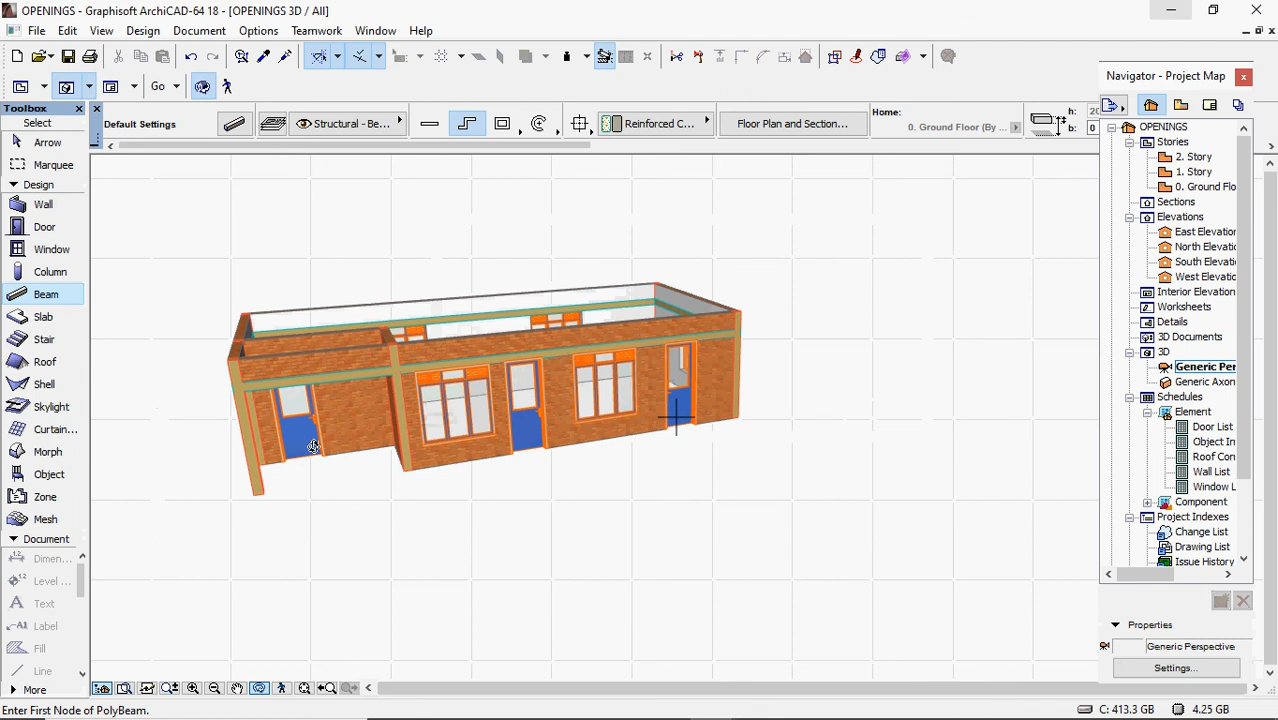 OPENINGS - Graphisoft ArchiCAD-64 18 - [OPENINGS 3D / All]
File Edit View Design Document Options Teamwork Window Help
Go
Navigator - Project Map
Toolbox
Select
Arrow
Marquee
Design
Wall
Door
Window
Column
Beam
Slab
Stair
Roof
Shell
Skylight
Curtain...
Morph
Object
Zone
Mesh
Document
Dimen...
Level ...
Text
Label
Fill
Line
More
Default Settings
Structural - Be...
Reinforced C...
Floor Plan and Section...
Home:
0. Ground Floor (By ...
h:
b: 0
OPENINGS
Stories
2. Story
1. Story
0. Ground Flo
Sections
Elevations
East Elevation
North Elevatio
South Elevatio
West Elevatio
Interior Elevation
Worksheets
Details
3D Documents
3D
Generic Per
Generic Axon
Schedules
Element
Door List
Object In
Roof Con
Wall List
Window L
Component
Project Indexes
Change List
Drawing List
Issue History
Properties
Generic Perspective
Settings...
Enter First Node of PolyBeam.
C: 413.3 GB
4.25 GB